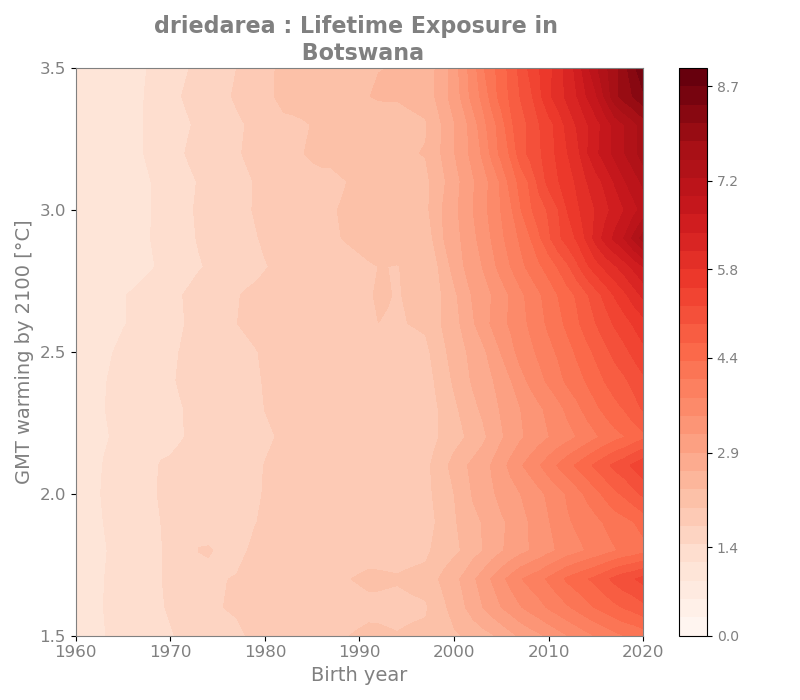 driedarea : Lifetime Exposure in
Botswana
GMT warming by 2100 [°C]
3.5
3.0
2.5
2.0
1.5
1960 1970 1980 1990 2000 2010 2020
Birth year
8.7
7.2
5.8
4.4
2.9
1.4
0.0